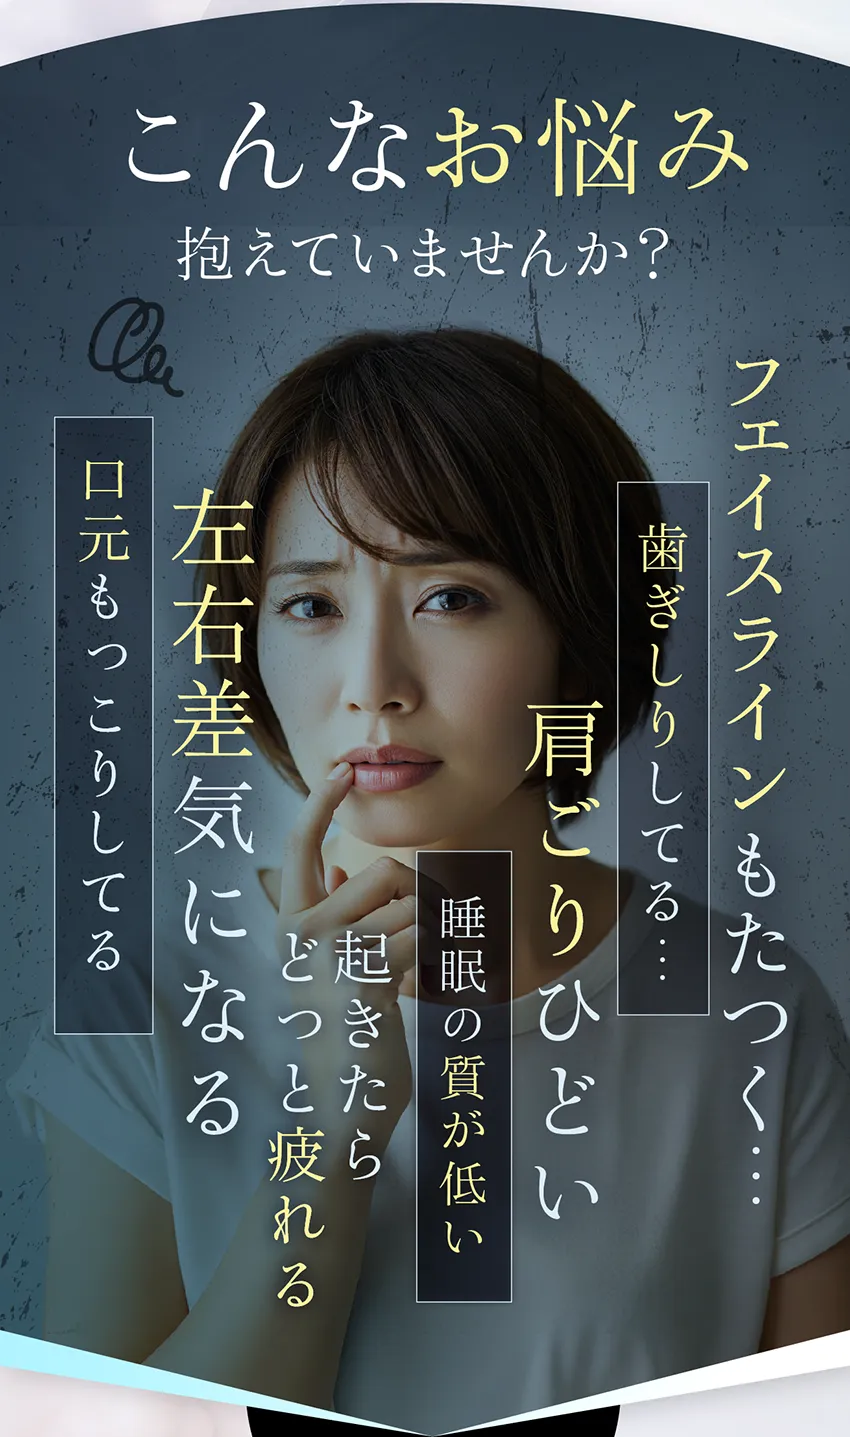 こんなお悩み
抱えていませんか？
フェイスラインもたつく…
歯ぎしりしてる…
肩ごりひどい
睡眠の質が低い
起きたら
どっと疲れる
左右差気になる
口元もっこりしてる